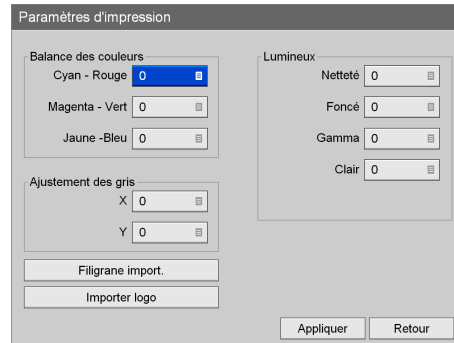 Paramètres d'impression
Balance des couleurs
Cyan - Rouge 0
Magenta - Vert 0
Jaune -Bleu 0
Ajustement des gris
X 0
Y 0
Filigrane import.
Importer logo
Lumineux
Netteté 0
Foncé 0
Gamma 0
Clair 0
Appliquer Retour